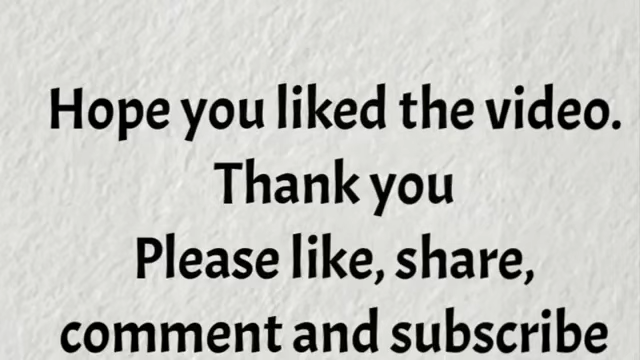 Hope you liked the video.
Thank you
Please like, share,
comment and subscribe